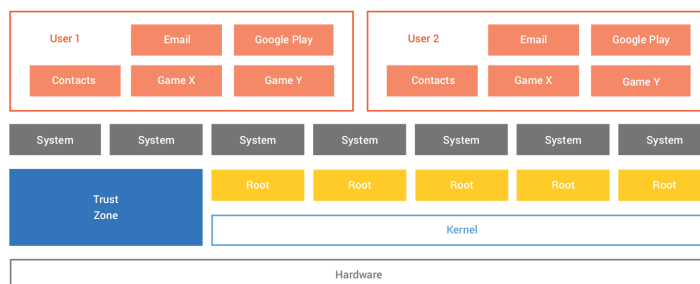 User 1
Email
Google Play
Contacts
Game X
Game Y
User 2
Email
Google Play
Contacts
Game X
Game Y
System
System
System
System
System
System
System
Trust
Zone
Root
Root
Root
Root
Root
Kernel
Hardware